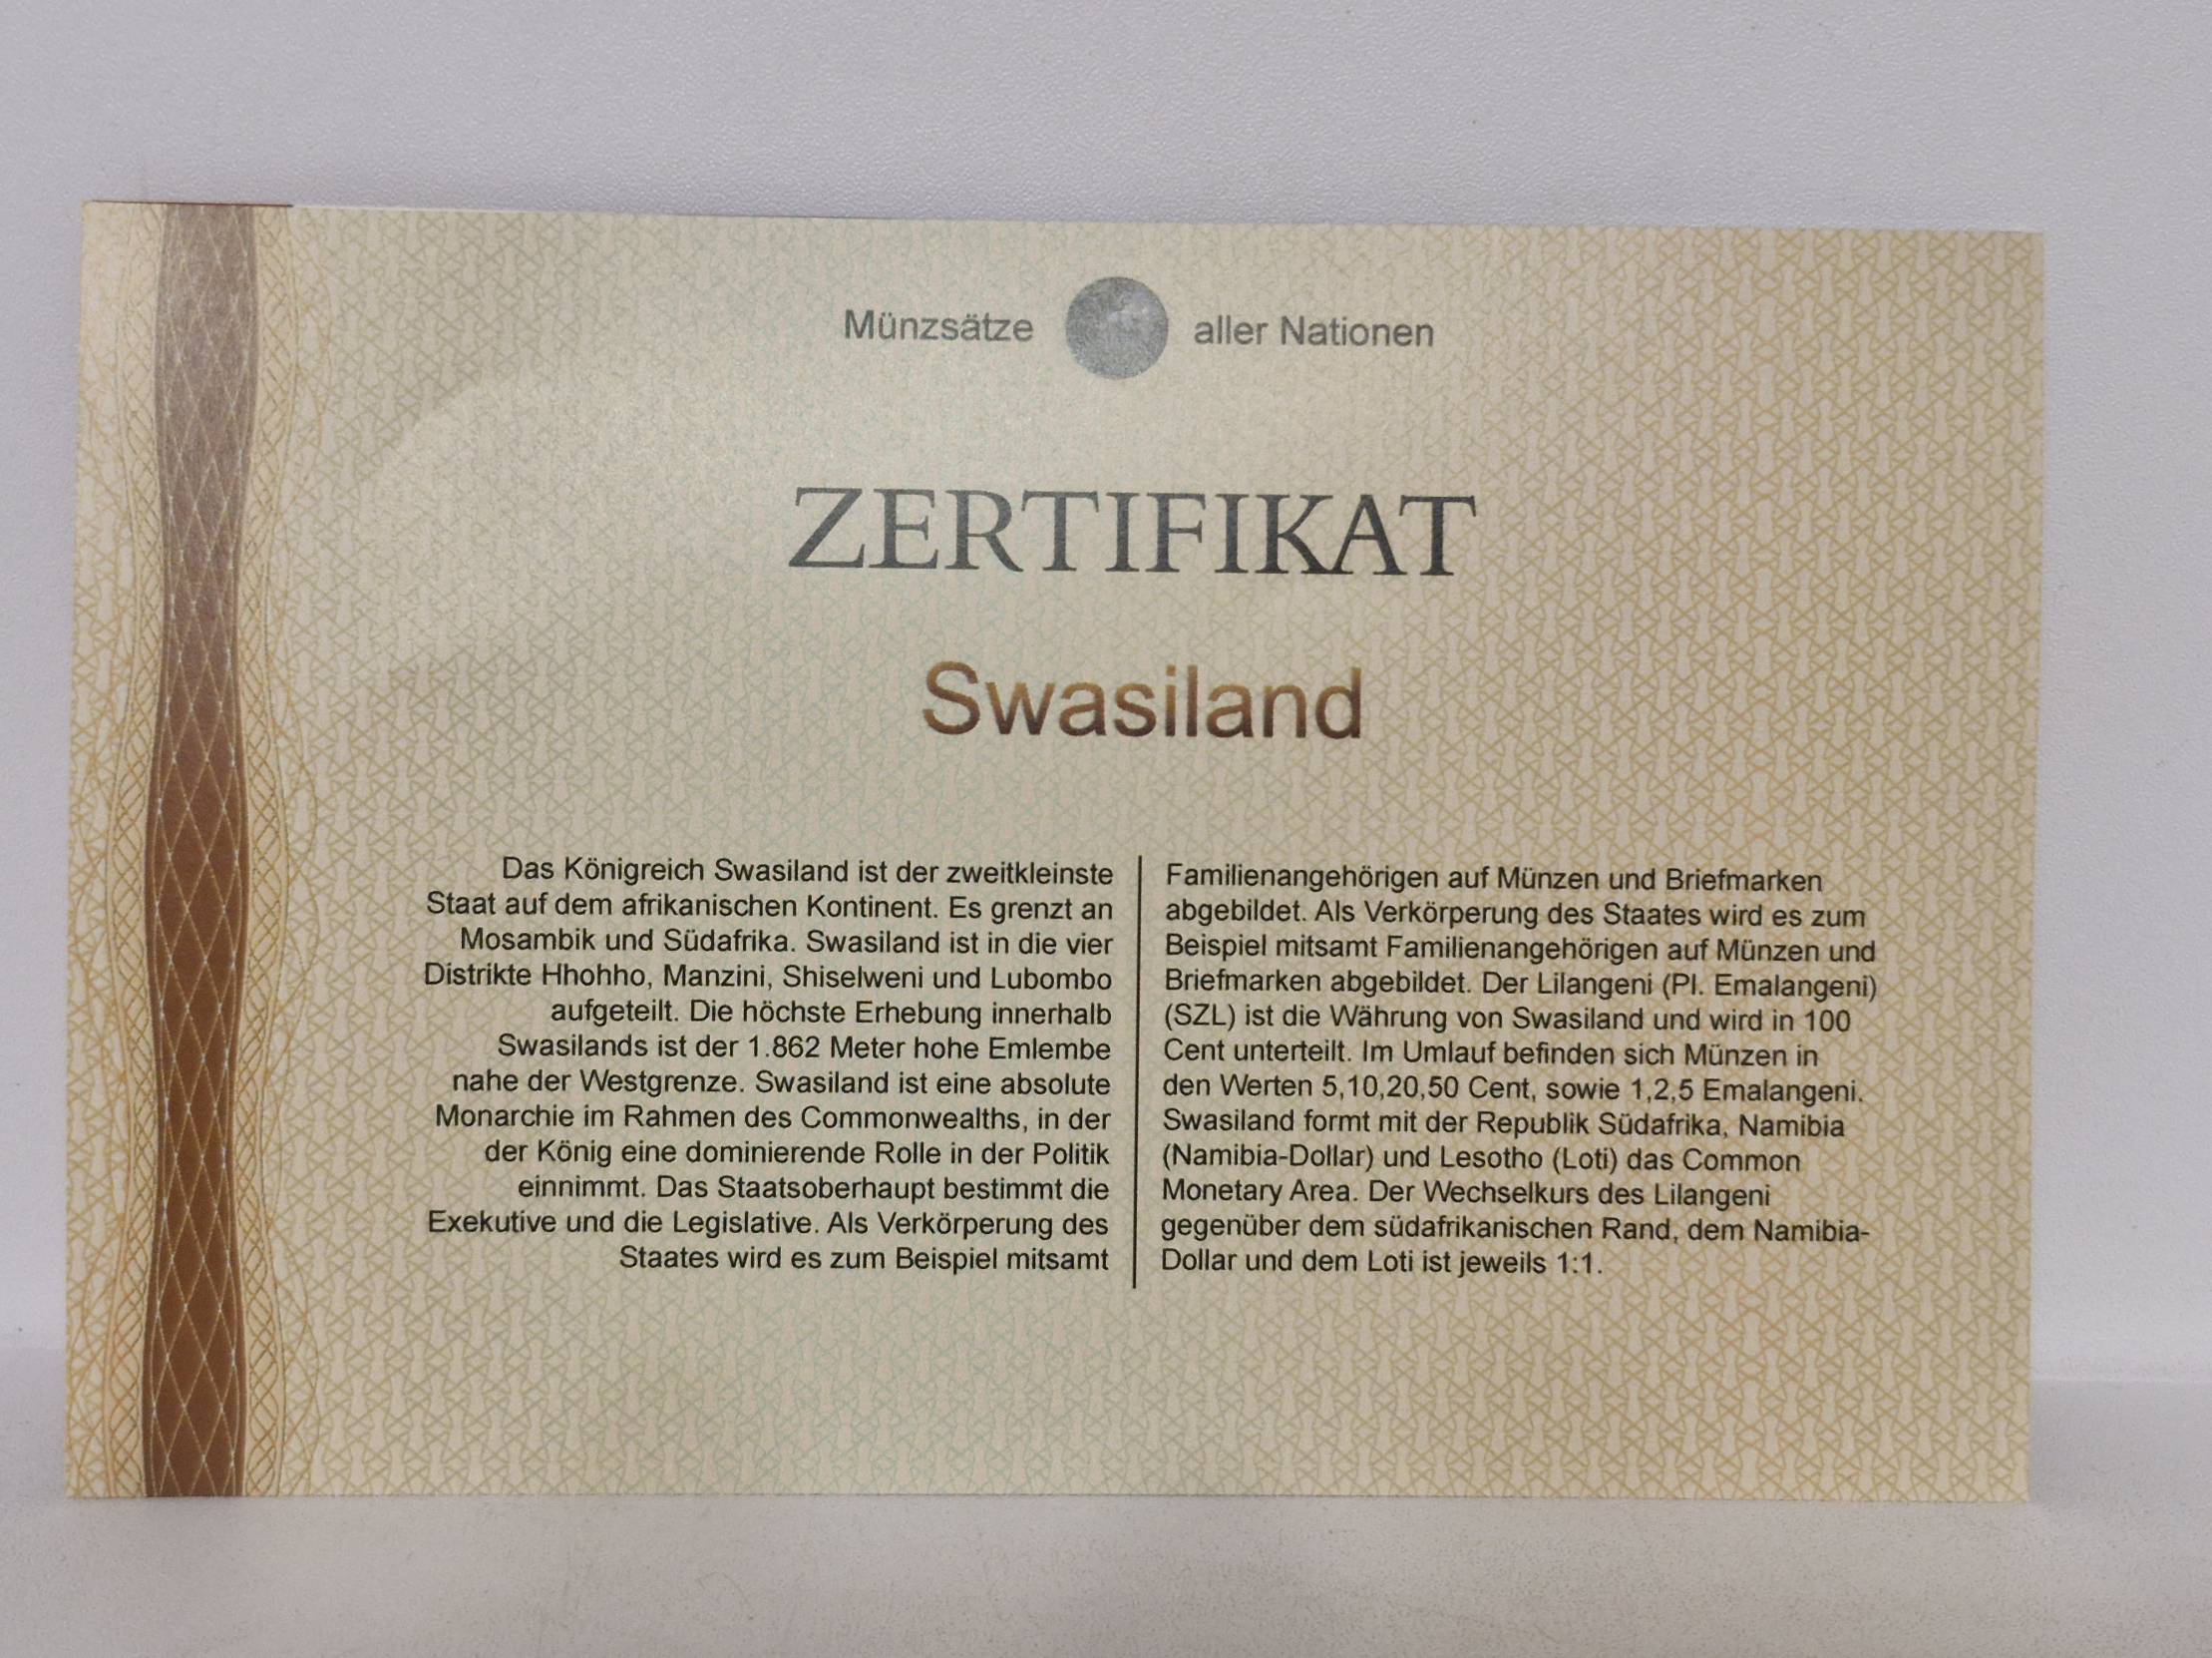 Münzsätze aller Nationen
ZERTIFIKAT
Swasiland
Das Königreich Swasiland ist der zweitkleinste
Staat auf dem afrikanischen Kontinent. Es grenzt an
Mosambik und Südafrika. Swasiland ist in die vier
Distrikte Hhohho, Manzini, Shiselweni und Lubombo
aufgeteilt. Die höchste Erhebung innerhalb
Swasilands ist der 1.862 Meter hohe Emlembe
nahe der Westgrenze. Swasiland ist eine absolute
Monarchie im Rahmen des Commonwealths, in der
der König eine dominierende Rolle in der Politik
einnimmt. Das Staatsoberhaupt bestimmt die
Exekutive und die Legislative. Als Verkörperung des
Staates wird es zum Beispiel mitsamt
Familienangehörigen auf Münzen und Briefmarken
abgebildet. Als Verkörperung des Staates wird es zum
Beispiel mitsamt Familienangehörigen auf Münzen und
Briefmarken abgebildet. Der Lilangeni (Pl. Emalangeni)
(SZL) ist die Währung von Swasiland und wird in 100
Cent unterteilt. Im Umlauf befinden sich Münzen in
den Werten 5,10,20,50 Cent, sowie 1,2,5 Emalangeni.
Swasiland formt mit der Republik Südafrika, Namibia
(Namibia-Dollar) und Lesotho (Loti) das Common
Monetary Area. Der Wechselkurs des Lilangeni
gegenüber dem südafrikanischen Rand, dem Namibia-
Dollar und dem Loti ist jeweils 1:1.